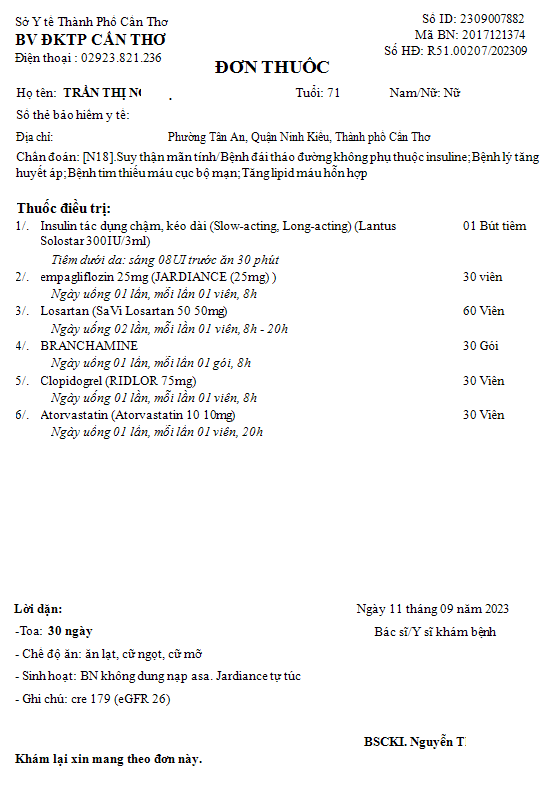 Sở Y tế Thành Phố Cần Thơ
BV ĐKTP CẦN THƠ
Điện thoại : 02923.821.236
Số ID: 2309007882
Mã BN: 2017121374
Số HĐ: R51.00207/202309
ĐƠN THUỐC
Họ tên: TRẦN THỊ Tuổi: 71 Nam/Nữ: Nữ
Số thẻ bảo hiểm y tế:
Địa chỉ: Phường Tân An, Quận Ninh Kiều, Thành phố Cần Thơ
Chẩn đoán: [N18].Suy thận mãn tính/Bệnh đái tháo đường không phụ thuộc insuline; Bệnh lý tăng
huyết áp; Bệnh tim thiếu máu cục bộ mạn; Tăng lipid máu hỗn hợp
Thuốc điều trị:
1/. Insulin tác dụng chậm, kéo dài (Slow-acting, Long-acting) (Lantus 01 Bút tiêm
Solostar 300IU/3ml)
Tiêm dưới da: sáng 08UI trước ăn 30 phút
2/. empagliflozin 25mg (JARDIANCE (25mg) ) 30 viên
Ngày uống 01 lần, mỗi lần 01 viên, 8h
3/. Losartan (SaVi Losartan 50 50mg) 60 Viên
Ngày uống 02 lần, mỗi lần 01 viên, 8h - 20h
4/. BRANCHAMINE 30 Gói
Ngày uống 01 lần, mỗi lần 01 gói, 8h
5/. Clopidogrel (RIDLOR 75mg) 30 Viên
Ngày uống 01 lần, mỗi lần 01 viên, 8h
6/. Atorvastatin (Atorvastatin 10 10mg) 30 Viên
Ngày uống 01 lần, mỗi lần 01 viên, 20h
Lời dặn:
Ngày 11 tháng 09 năm 2023
-Toa: 30 ngày
Bác sĩ/Y sĩ khám bệnh
- Chế độ ăn: ăn lạt, cữ ngọt, cữ mỡ
- Sinh hoạt: BN không dung nạp asa. Jardiance tự túc
- Ghi chú: cre 179 (eGFR 26)
BSCKI. Nguyễn
Khám lại xin mang theo đơn này.